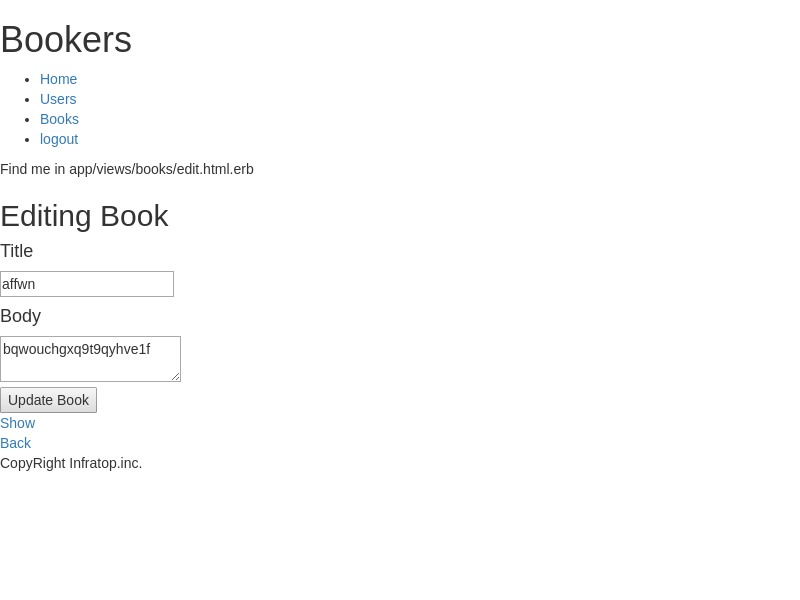 Bookers
Home
Users
Books
logout
Find me in app/views/books/edit.html.erb
Editing Book
Title
affwn
Body
bqwouchgxq9t9qyhve1f
Update Book
Show
Back
CopyRight Infratop.inc.